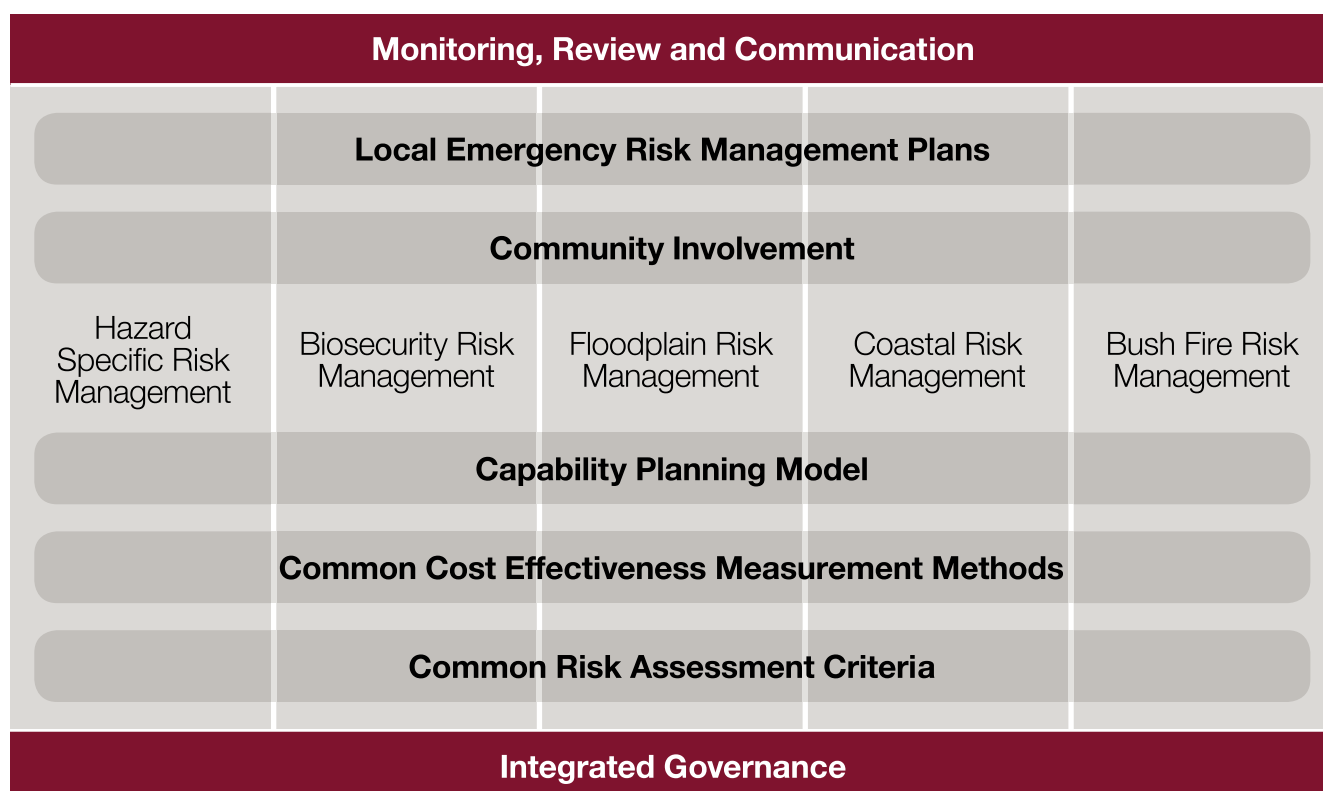 Monitoring, Review and Communication
Local Emergency Risk Management Plans
Community Involvement
Hazard
Specific Risk
Management
Biosecurity Risk
Management
Floodplain Risk
Management
Coastal Risk
Management
Bush Fire Risk
Management
Capability Planning Model
Common Cost Effectiveness Measurement Methods
Common Risk Assessment Criteria
Integrated Governance